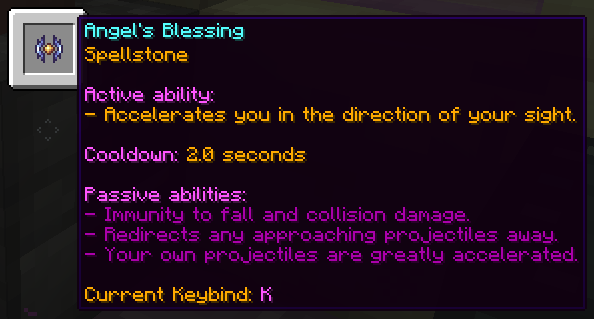 Angel's Blessing
Spellstone
Active ability:
- Accelerates you in the direction of your sight.
Cooldown: 2.0 seconds
Passive abilities:
- Immunity to fall and collision damage.
- Redirects any approaching projectiles away.
- Your own projectiles are greatly accelerated.
Current Keybind: K